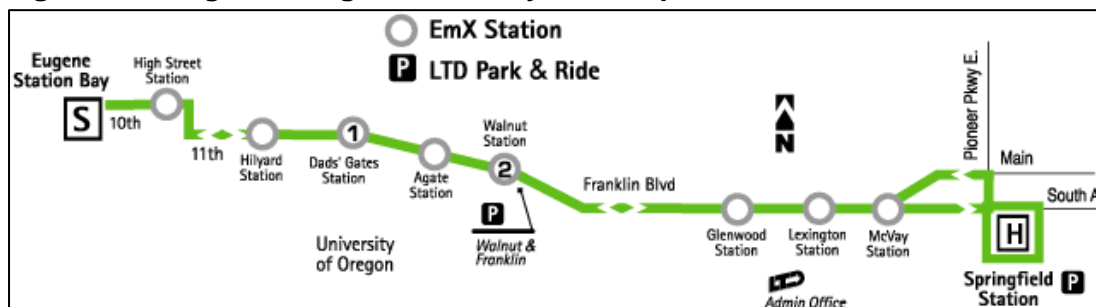 EmX Station
P LTD Park & Ride
Eugene
Station Bay
S
High Street
Station
10th
11th
Hilyard
Station
1
Dads' Gates
Station
Agate
Station
Walnut
Station
2
P
Walnut &
Franklin
University
of Oregon
Franklin Blvd
N
Glenwood
Station
Lexington
Station
McVay
Station
LTD
Admin Office
Pioneer Pkwy E.
Main
South A
H
Springfield
Station P